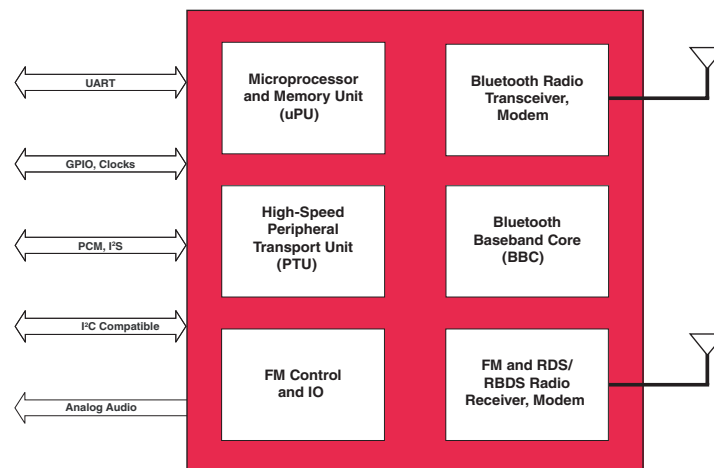 UART
GPIO, Clocks
PCM, I²S
I²C Compatible
Analog Audio
Microprocessor
and Memory Unit
(uPU)
High-Speed
Peripheral
Transport Unit
(PTU)
FM Control
and IO
Bluetooth Radio
Transceiver,
Modem
Bluetooth
Baseband Core
(BBC)
FM and RDS/
RBDS Radio
Receiver, Modem